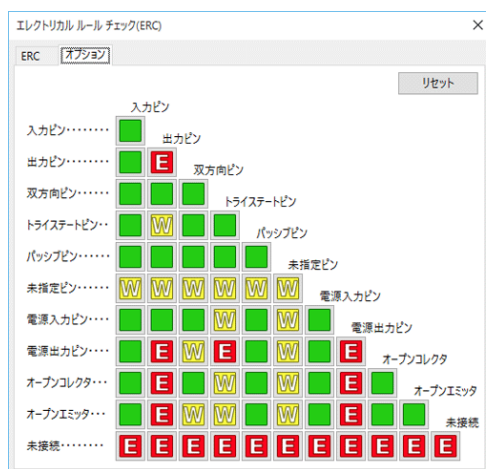 エレクトリカル ルール チェック(ERC)
ERC オプション
リセット
入力ピン
入力ピン········
出力ピン
出力ピン········ E
双方向ピン
双方向ピン······
トライステートピン
トライステートピン·· W
パッシブピン
パッシブピン······
未指定ピン
未指定ピン······ W W W W W W
電源入力ピン
電源入力ピン···· W W
電源出力ピン
電源出力ピン···· E W E W E
オープンコレクタ
オープンコレクタ··· E W W E
オープンエミッタ
オープンエミッタ··· E W W W E
未接続
未接続········ E E E E E E E E E E E